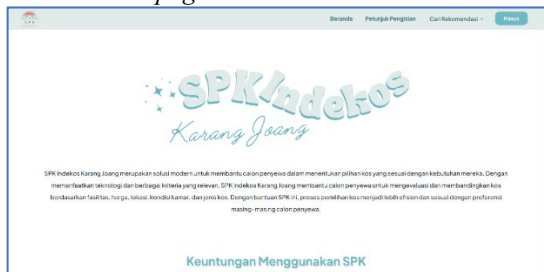 Beranda Petunjuk Pengisian Cari Rekomendasi Masuk
SPK Indekos
Karang Joang
SPK Indekos Karang Joang merupakan solusi modern untuk membantu calon penyewa dalam menentukan pilihan kos yang sesuai dengan kebutuhan mereka. Dengan
memanfaatkan teknologi dan berbagai kriteria yang relevan, SPK Indekos Karang Joang membantu calon penyewa untuk mengevaluasi dan membandingkan kos
berdasarkan fasilitas, harga, lokasi, kondisi kamar, dan jenis kos. Dengan bantuan SPK ini, proses pemilihan kos menjadi lebih efisien dan sesuai dengan preferensi
masing-masing calon penyewa.
Keuntungan Menggunakan SPK